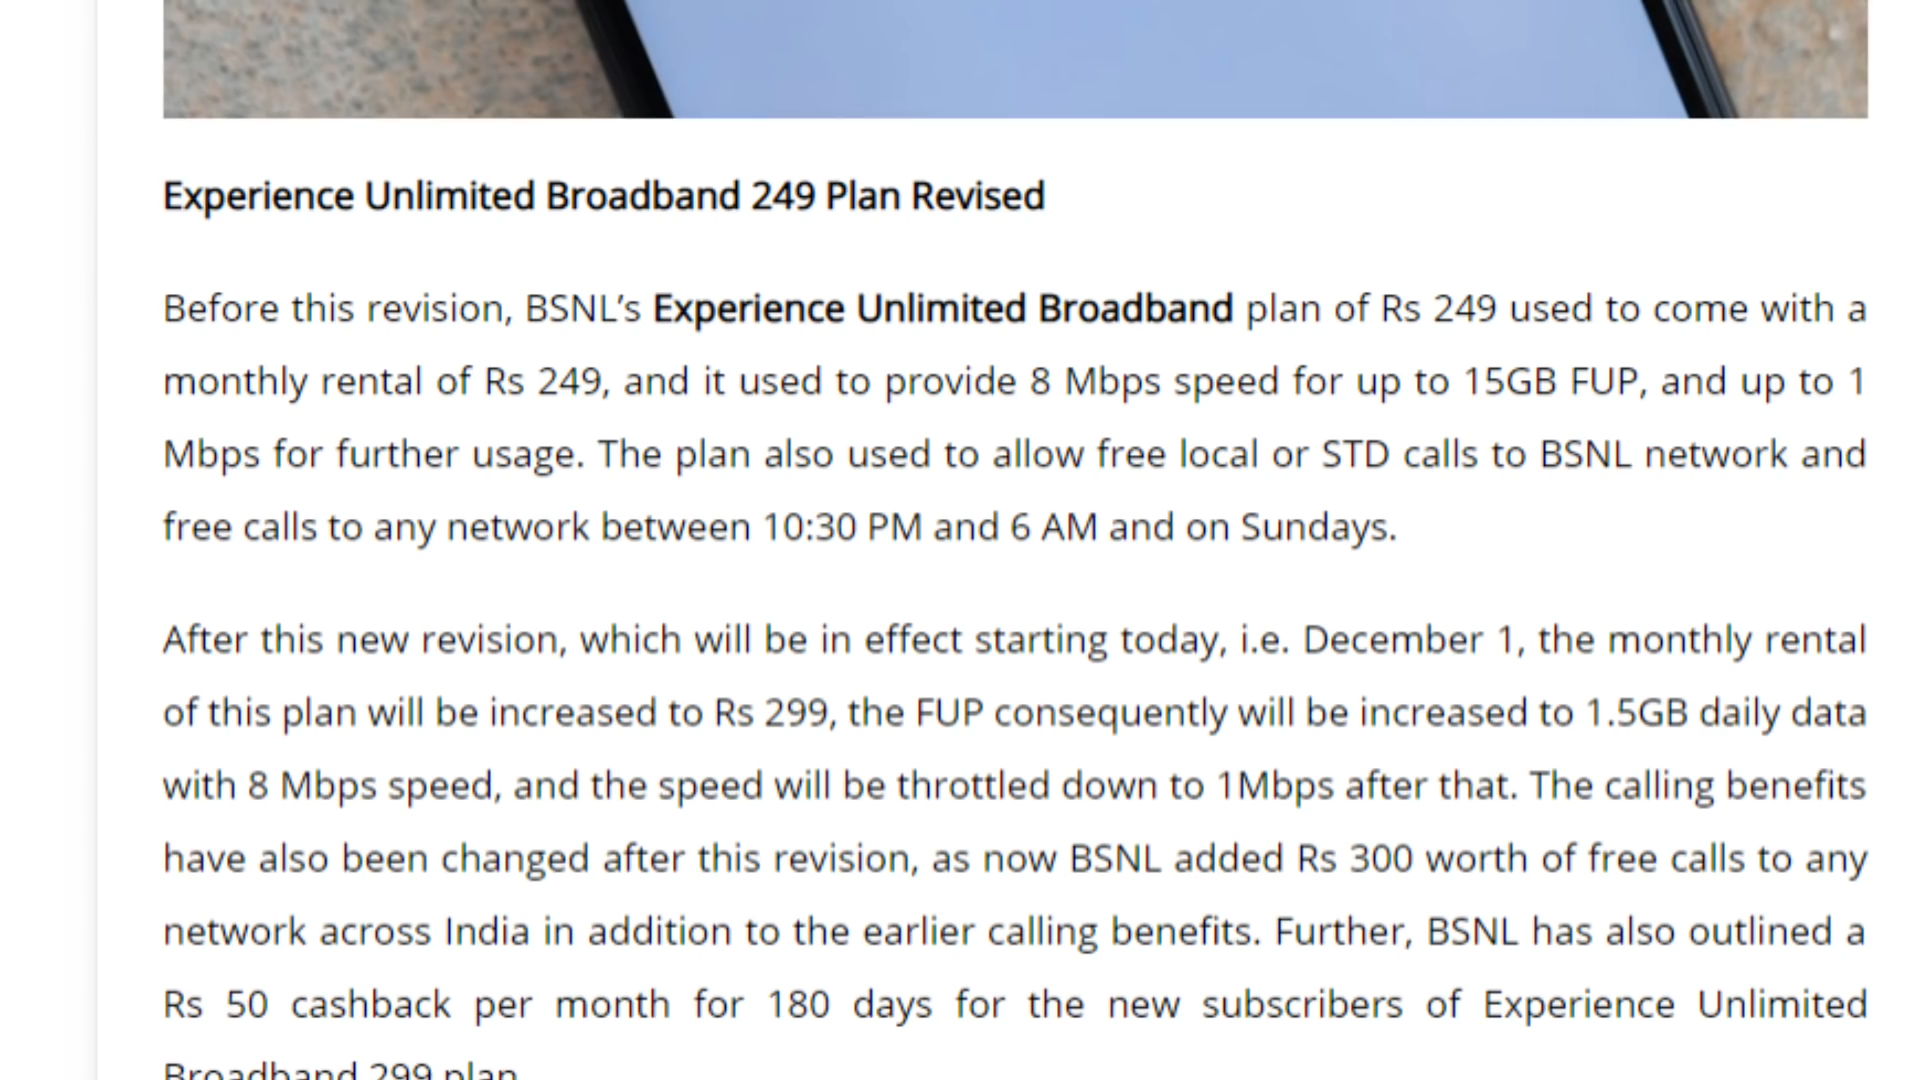 Experience Unlimited Broadband 249 Plan Revised
Before this revision, BSNL’s Experience Unlimited Broadband plan of Rs 249 used to come with a
monthly rental of Rs 249, and it used to provide 8 Mbps speed for up to 15GB FUP, and up to 1
Mbps for further usage. The plan also used to allow free local or STD calls to BSNL network and
free calls to any network between 10:30 PM and 6 AM and on Sundays.
After this new revision, which will be in effect starting today, i.e. December 1, the monthly rental
of this plan will be increased to Rs 299, the FUP consequently will be increased to 1.5GB daily data
with 8 Mbps speed, and the speed will be throttled down to 1Mbps after that. The calling benefits
have also been changed after this revision, as now BSNL added Rs 300 worth of free calls to any
network across India in addition to the earlier calling benefits. Further, BSNL has also outlined a
Rs 50 cashback per month for 180 days for the new subscribers of Experience Unlimited
Broadband 299 plan.